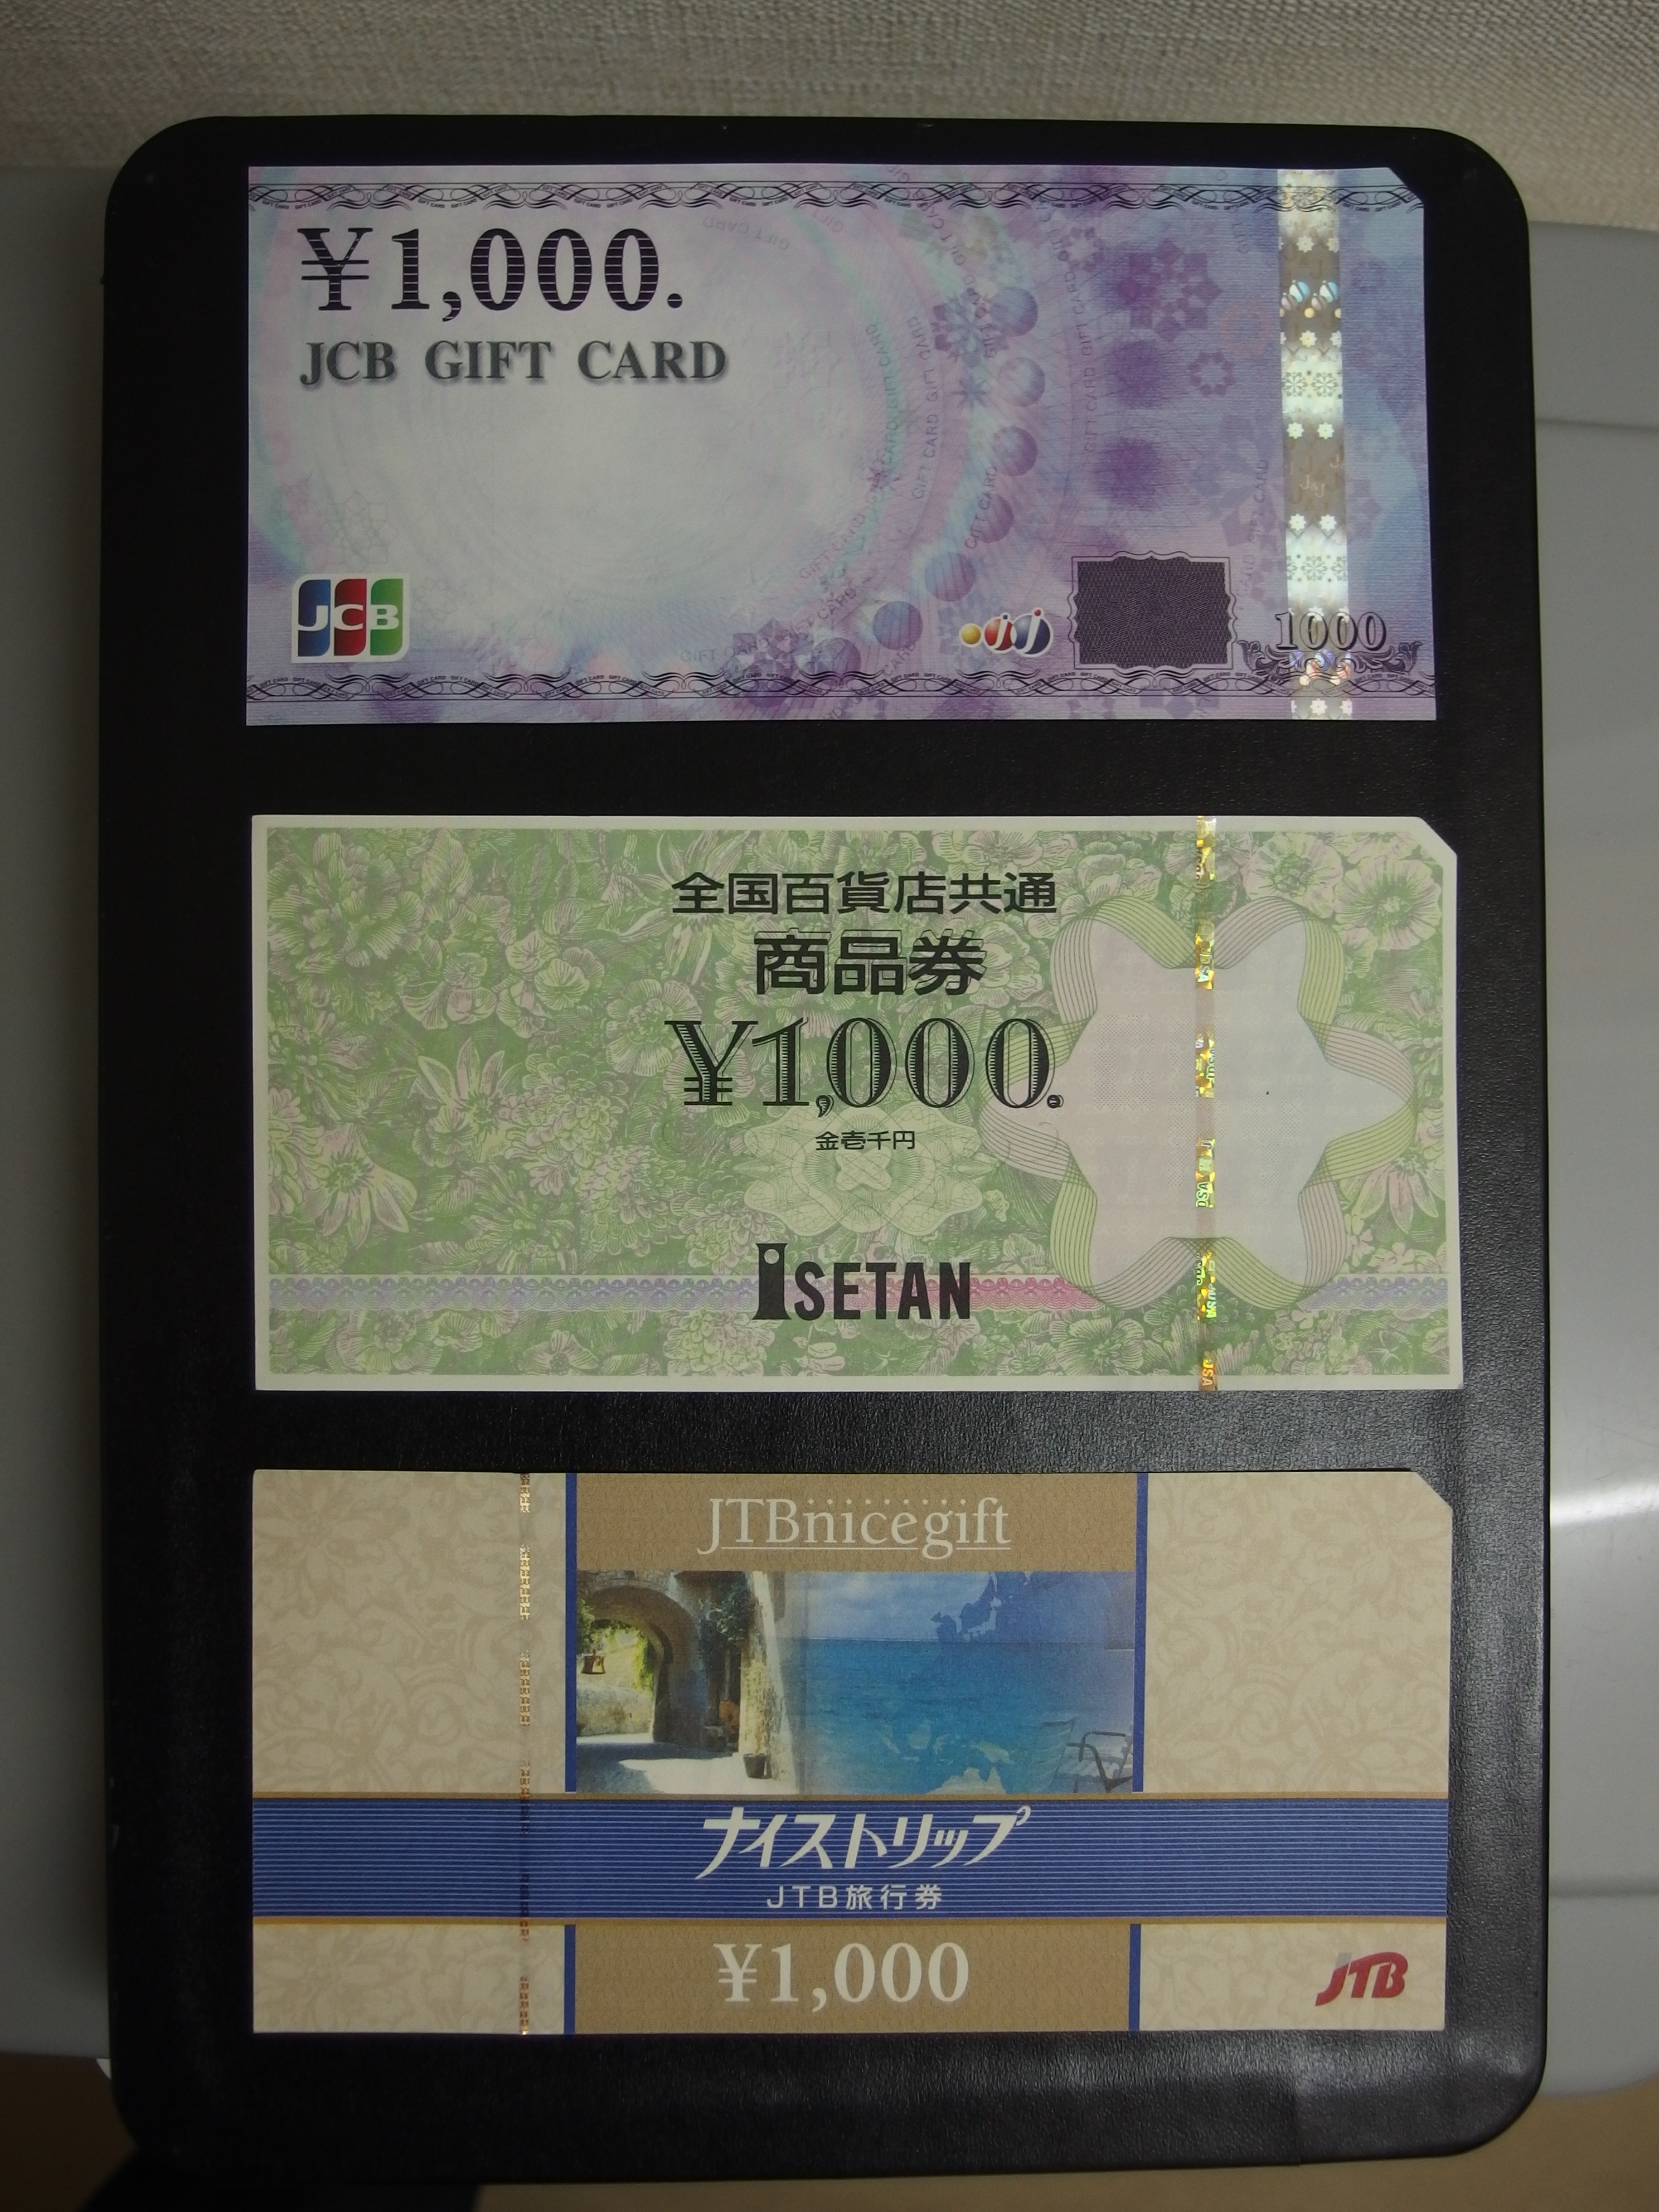 ¥1,000.
JCB GIFT CARD
JCB
1000
全国百貨店共通
商品券
¥1,000.
金壱千円
ISETAN
JTBnicegift
ナイストリップ
JTB旅行券
¥1,000
JTB